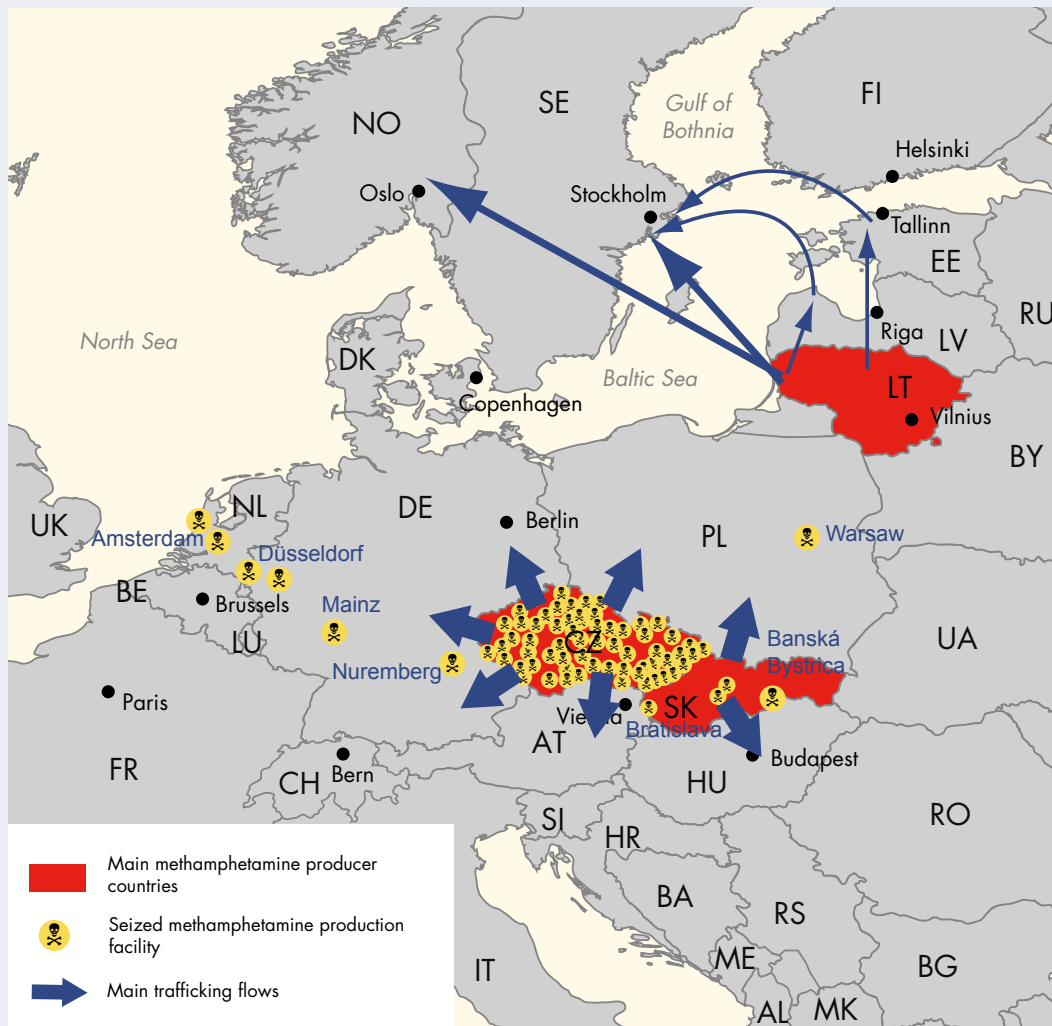 FI
SE
Gulf of
Bothnia
NO
Helsinki
Oslo
Stockholm
Tallinn
EE
RU
North Sea
Riga
LV
DK
Baltic Sea
LT
Copenhagen
Vilnius
BY
NL
DE
UK
Berlin
PL
Warsaw
Amsterdam
Düsseldorf
BE
Brussels
Mainz
LU
CZ
UA
Banská
Bystrica
Nuremberg
Paris
SK
Vienna
Bratislava
AT
Budapest
FR
Bern
CH
HU
RO
SI
HR
BA
RS
ME
BG
IT
AL
MK
Main methamphetamine producer
countries
Seized methamphetamine production
facility
Main trafficking flows